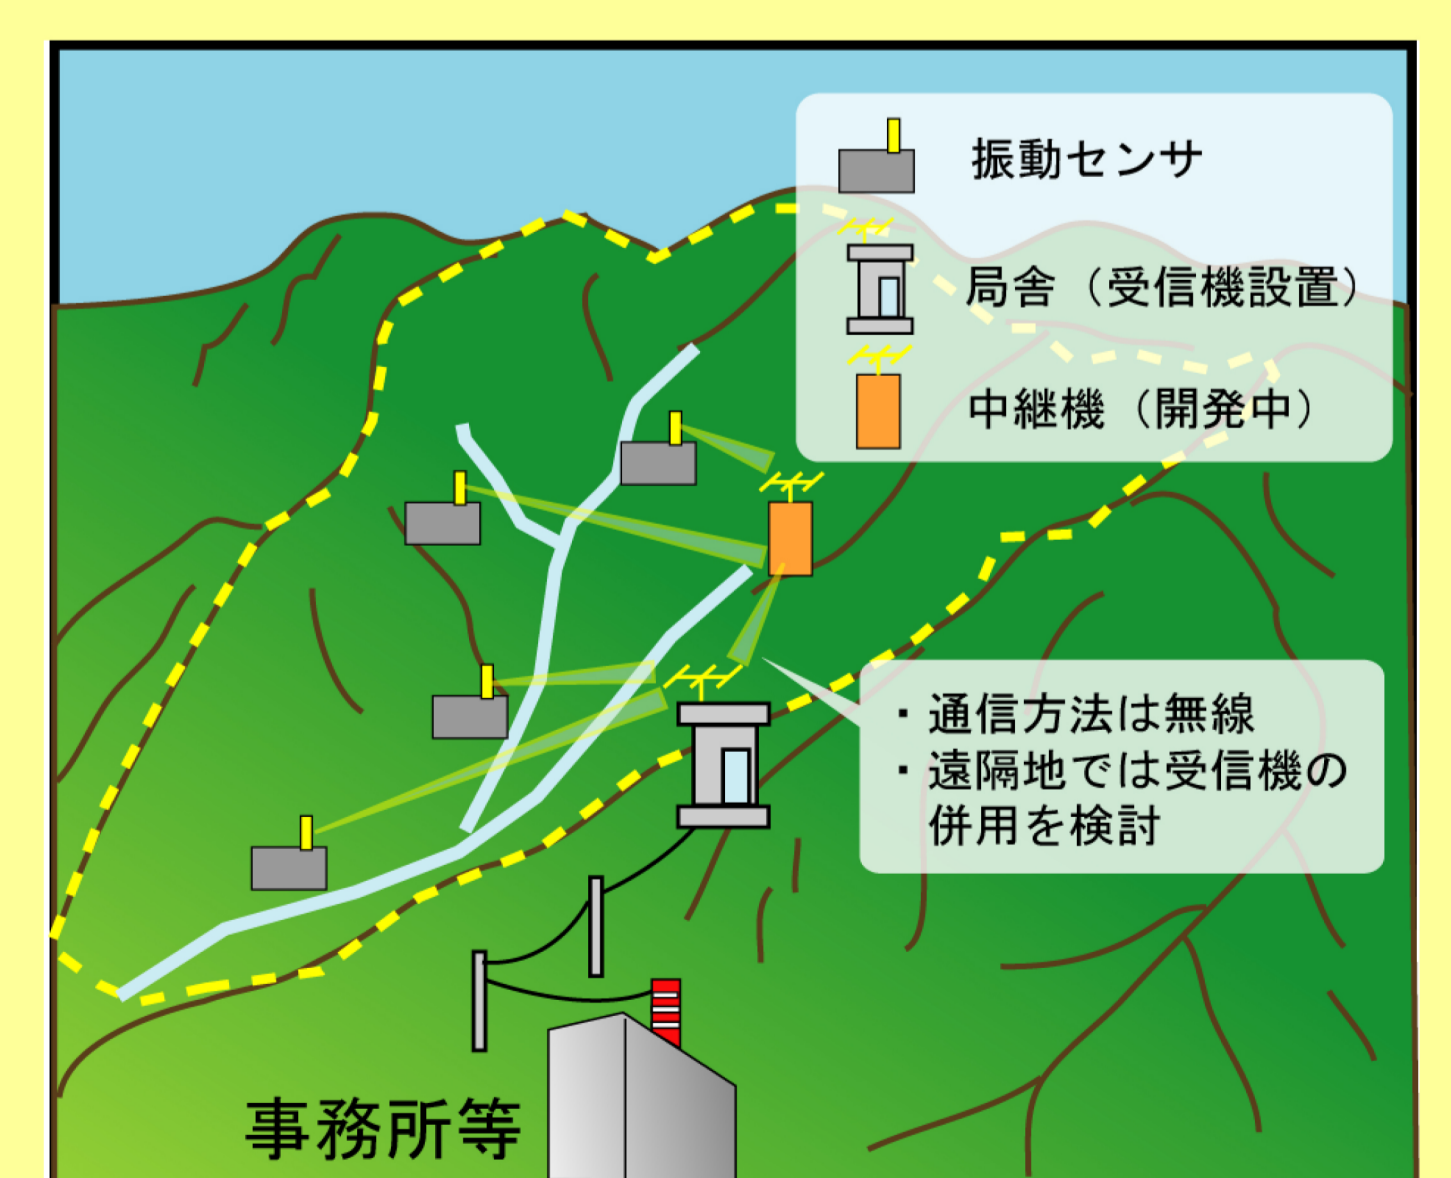 振動センサ
局舎（受信機設置）
中継機（開発中）
・通信方法は無線
・遠隔地では受信機の
併用を検討
事務所等